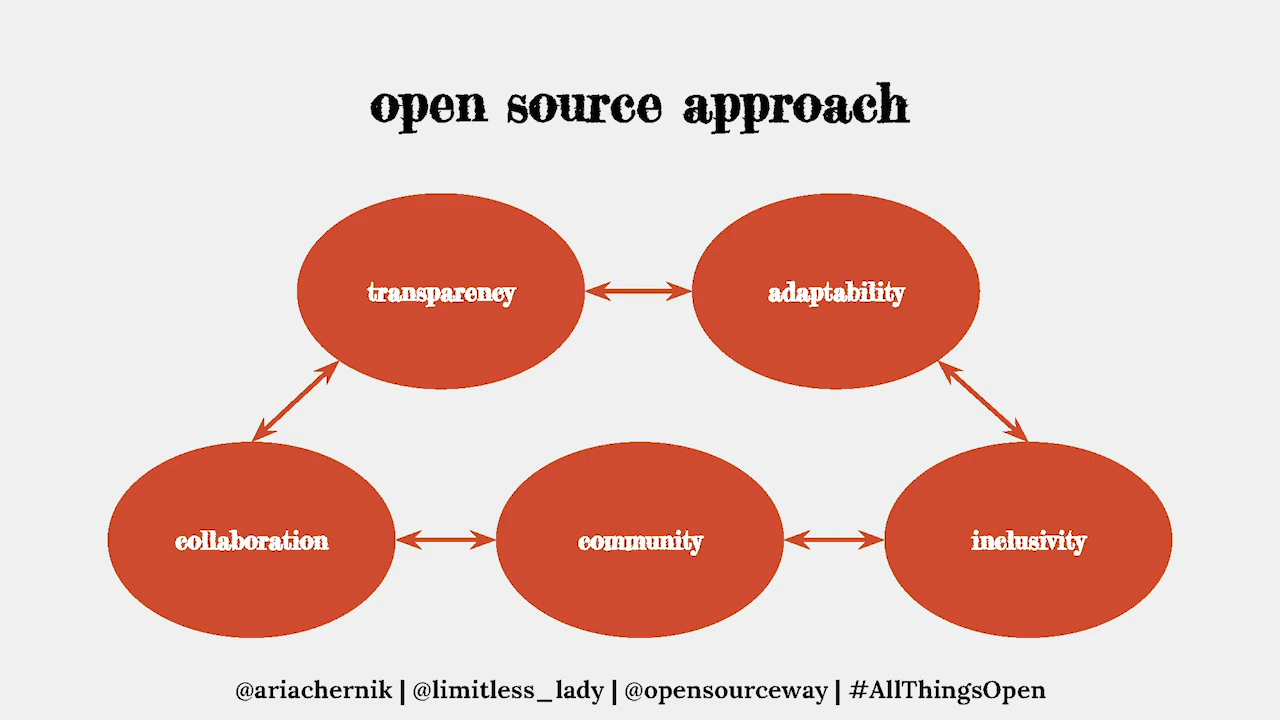 open source approach
transparency
adaptability
collaboration
community
inclusivity
@ariachernik | @limitless_lady | @opensourceway | #AllThingsOpen